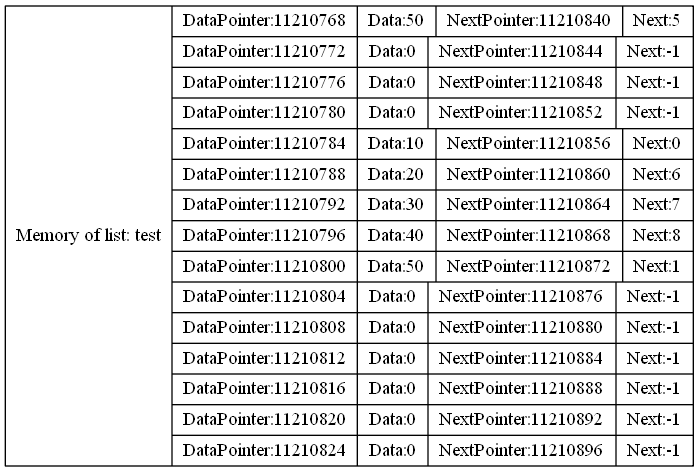 Memory of list: test
DataPointer:11210768 Data:50 NextPointer:11210840 Next:5
DataPointer:11210772 Data:0 NextPointer:11210844 Next:-1
DataPointer:11210776 Data:0 NextPointer:11210848 Next:-1
DataPointer:11210780 Data:0 NextPointer:11210852 Next:-1
DataPointer:11210784 Data:10 NextPointer:11210856 Next:0
DataPointer:11210788 Data:20 NextPointer:11210860 Next:6
DataPointer:11210792 Data:30 NextPointer:11210864 Next:7
DataPointer:11210796 Data:40 NextPointer:11210868 Next:8
DataPointer:11210800 Data:50 NextPointer:11210872 Next:1
DataPointer:11210804 Data:0 NextPointer:11210876 Next:-1
DataPointer:11210808 Data:0 NextPointer:11210880 Next:-1
DataPointer:11210812 Data:0 NextPointer:11210884 Next:-1
DataPointer:11210816 Data:0 NextPointer:11210888 Next:-1
DataPointer:11210820 Data:0 NextPointer:11210892 Next:-1
DataPointer:11210824 Data:0 NextPointer:11210896 Next:-1